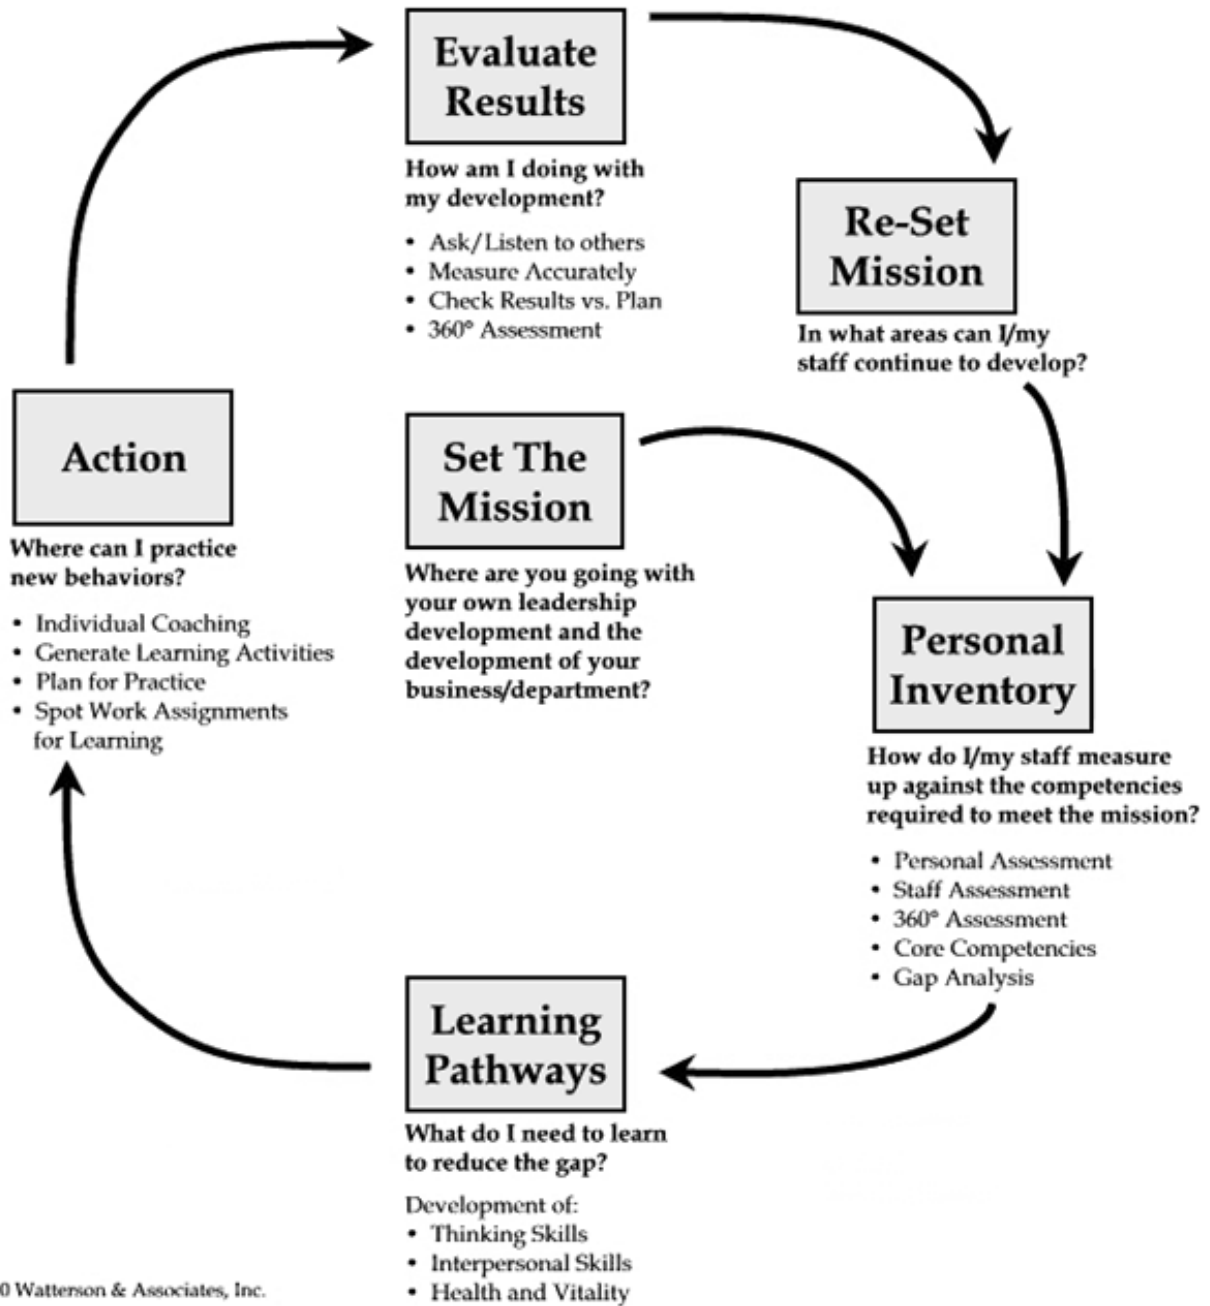 Evaluate
Results
How am I doing with
my development?
• Ask/Listen to others
• Measure Accurately
• Check Results vs. Plan
• 360° Assessment
Re-Set
Mission
In what areas can I/my
staff continue to develop?
Action
Where can I practice
new behaviors?
• Individual Coaching
• Generate Learning Activities
• Plan for Practice
• Spot Work Assignments
for Learning
Set The
Mission
Where are you going with
your own leadership
development and the
development of your
business/department?
Personal
Inventory
How do I/my staff measure
up against the competencies
required to meet the mission?
• Personal Assessment
• Staff Assessment
• 360° Assessment
• Core Competencies
• Gap Analysis
Learning
Pathways
What do I need to learn
to reduce the gap?
Development of:
• Thinking Skills
• Interpersonal Skills
• Health and Vitality
0 Watterson & Associates, Inc.